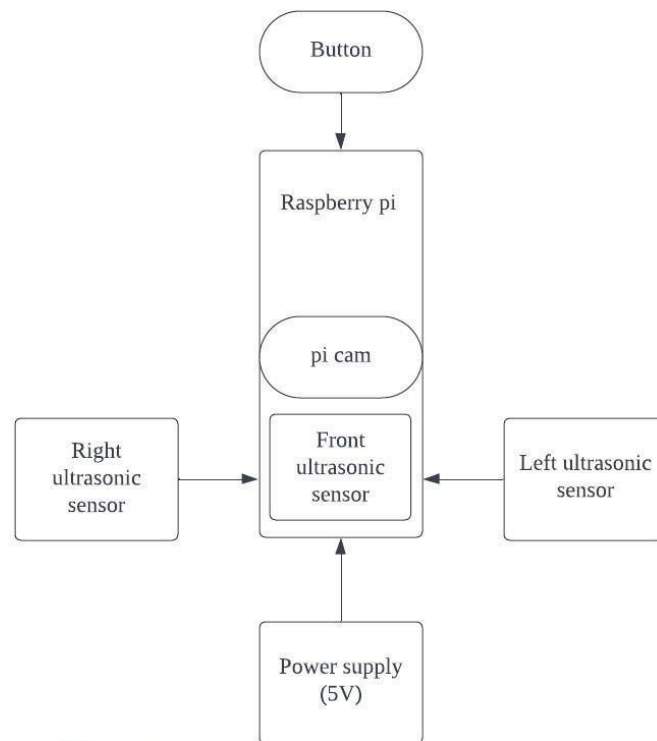 Button
Raspberry pi
pi cam
Right
ultrasonic
sensor
Front
ultrasonic
sensor
Left ultrasonic
sensor
Power supply
(5V)